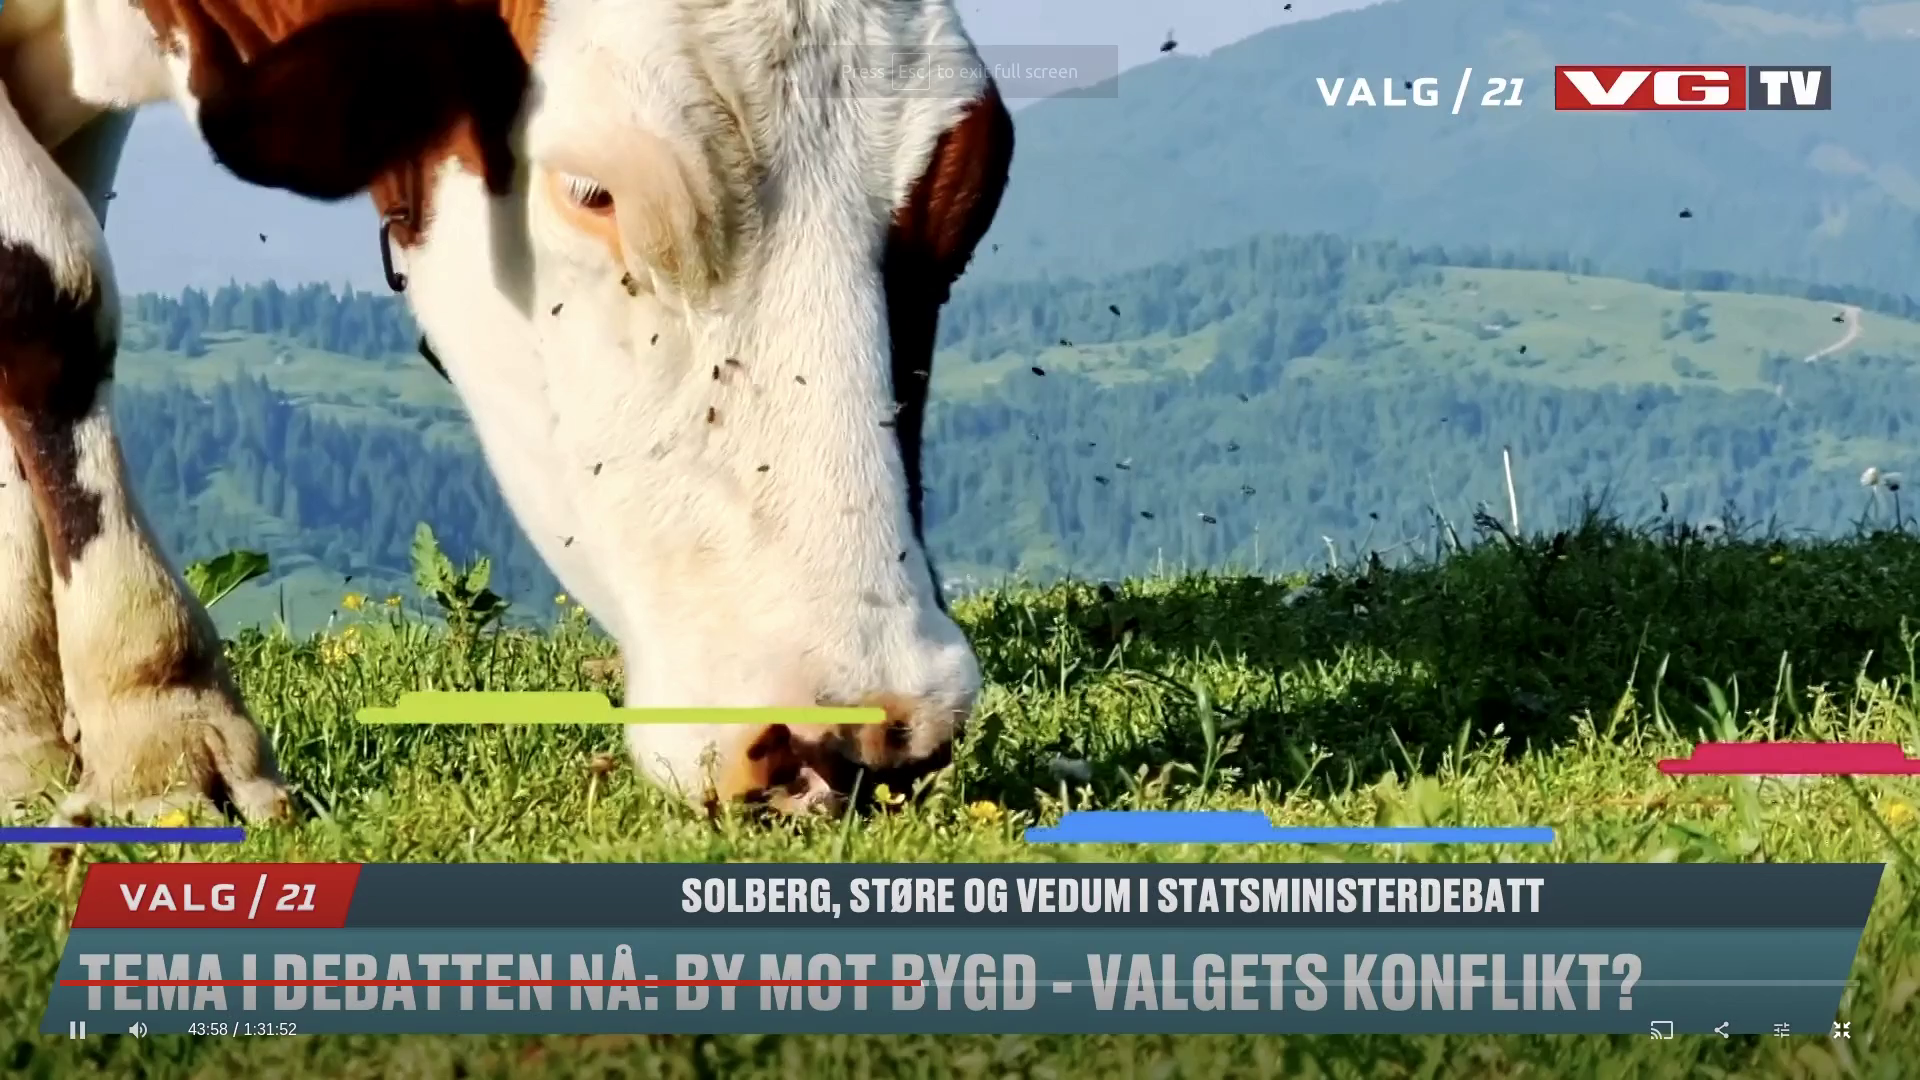 Press Esc to exit full screen
VALG / 21 VG TV
VALG / 21
SOLBERG, STØRE OG VEDUM I STATSMINISTERDEBATT
TEMA I DEBATTEN NÅ: BY MOT BYGD - VALGETS KONFLIKT?
43:58 / 1:31:52